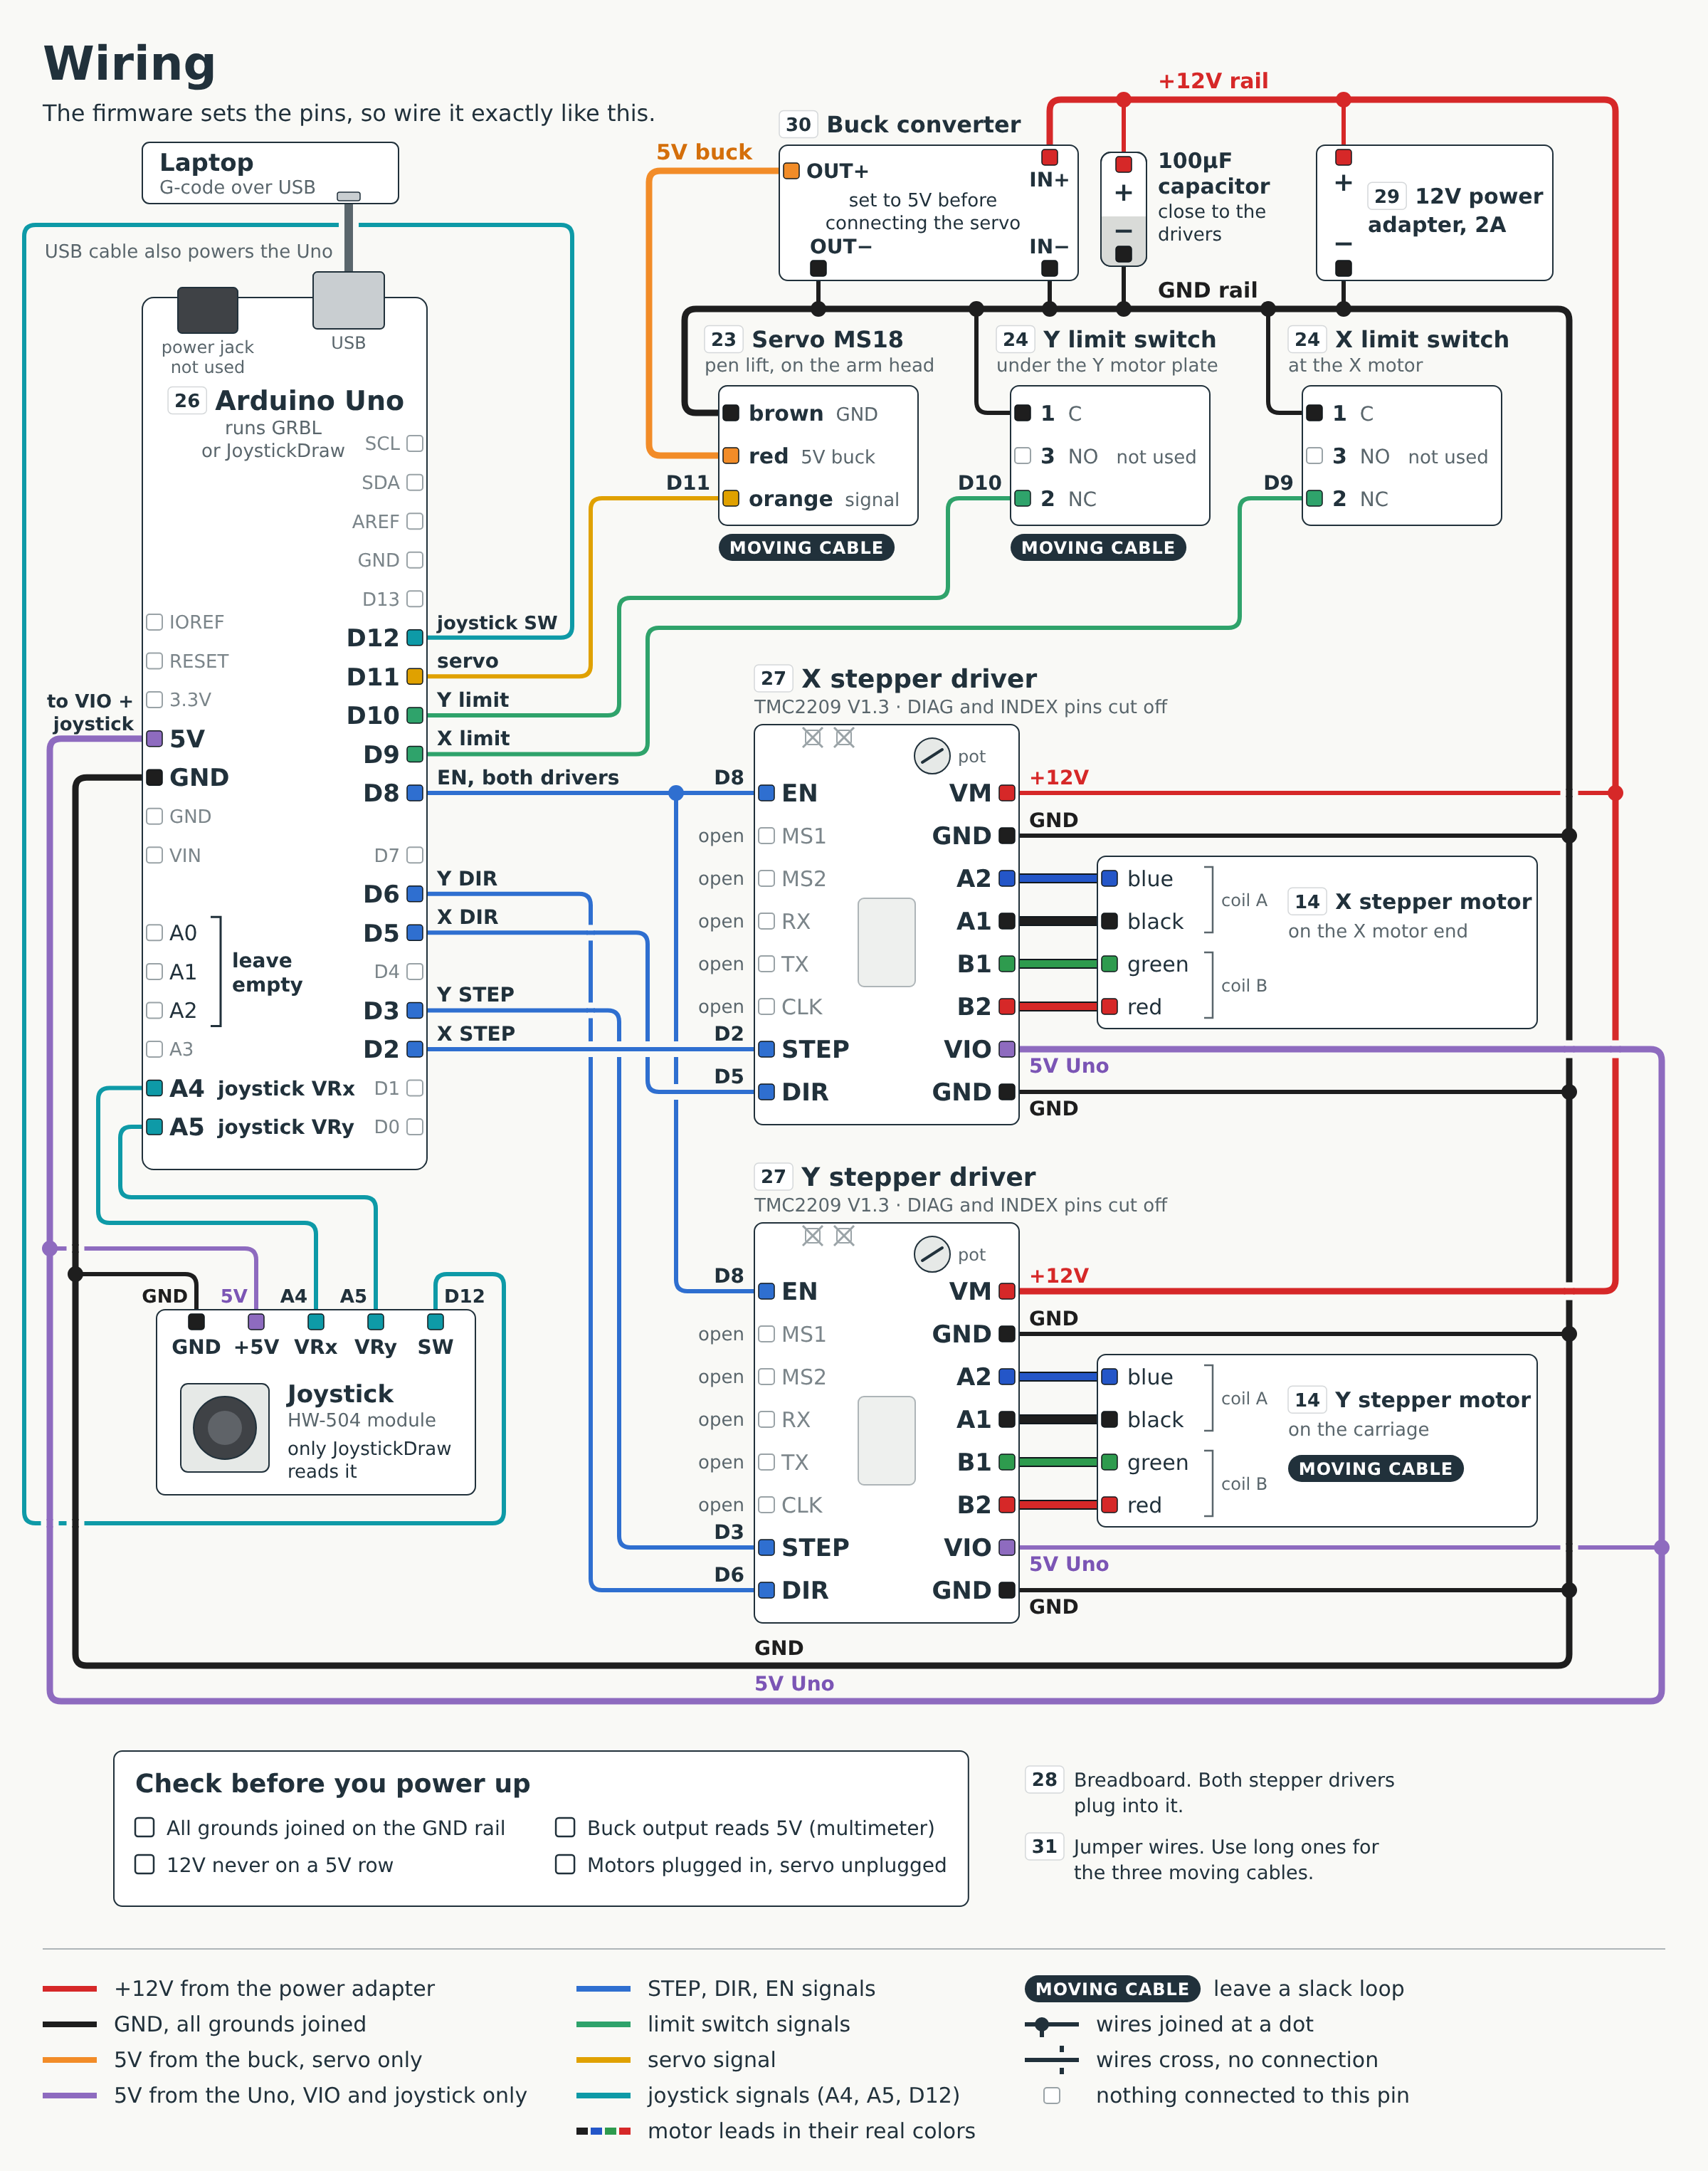 Wiring
The firmware sets the pins, so wire it exactly like this.
+12V rail
Laptop
G-code over USB
USB cable also powers the Uno
power jack
not used
USB
26 Arduino Uno
runs GRBL
or JoystickDraw
SCL
SDA
AREF
GND
D13
D12 joystick SW
D11 servo
D10 Y limit
D9 X limit
D8 EN, both drivers
D7
D6 Y DIR
D5 X DIR
D4
D3 Y STEP
D2 X STEP
D1
D0
IOREF
RESET
3.3V
to VIO +
joystick
5V
GND
GND
VIN
A0
A1
A2
leave
empty
A3
A4 joystick VRx
A5 joystick VRy
5V buck
30 Buck converter
OUT+
IN+
set to 5V before
connecting the servo
OUT−
IN−
100µF
capacitor
close to the
drivers
+
−
+
−
29 12V power
adapter, 2A
GND rail
23 Servo MS18
pen lift, on the arm head
brown GND
red 5V buck
D11
orange signal
MOVING CABLE
24 Y limit switch
under the Y motor plate
1 C
3 NO not used
D10
2 NC
MOVING CABLE
24 X limit switch
at the X motor
1 C
3 NO not used
D9
2 NC
27 X stepper driver
TMC2209 V1.3 · DIAG and INDEX pins cut off
pot
D8 EN VM +12V
open MS1 GND GND
open MS2 A2
open RX A1
open TX B1
open CLK B2
D2 STEP VIO 5V Uno
D5 DIR GND GND
blue
black
green
red
coil A
coil B
14 X stepper motor
on the X motor end
27 Y stepper driver
TMC2209 V1.3 · DIAG and INDEX pins cut off
pot
D8 EN VM +12V
open MS1 GND GND
open MS2 A2
open RX A1
open TX B1
open CLK B2
D3 STEP VIO 5V Uno
D6 DIR GND GND
blue
black
green
red
coil A
coil B
14 Y stepper motor
on the carriage
MOVING CABLE
GND 5V A4 A5 D12
GND +5V VRx VRy SW
Joystick
HW-504 module
only JoystickDraw
reads it
GND
5V Uno
Check before you power up
All grounds joined on the GND rail
12V never on a 5V row
Buck output reads 5V (multimeter)
Motors plugged in, servo unplugged
28 Breadboard. Both stepper drivers
plug into it.
31 Jumper wires. Use long ones for
the three moving cables.
+12V from the power adapter
GND, all grounds joined
5V from the buck, servo only
5V from the Uno, VIO and joystick only
STEP, DIR, EN signals
limit switch signals
servo signal
joystick signals (A4, A5, D12)
motor leads in their real colors
MOVING CABLE leave a slack loop
wires joined at a dot
wires cross, no connection
nothing connected to this pin